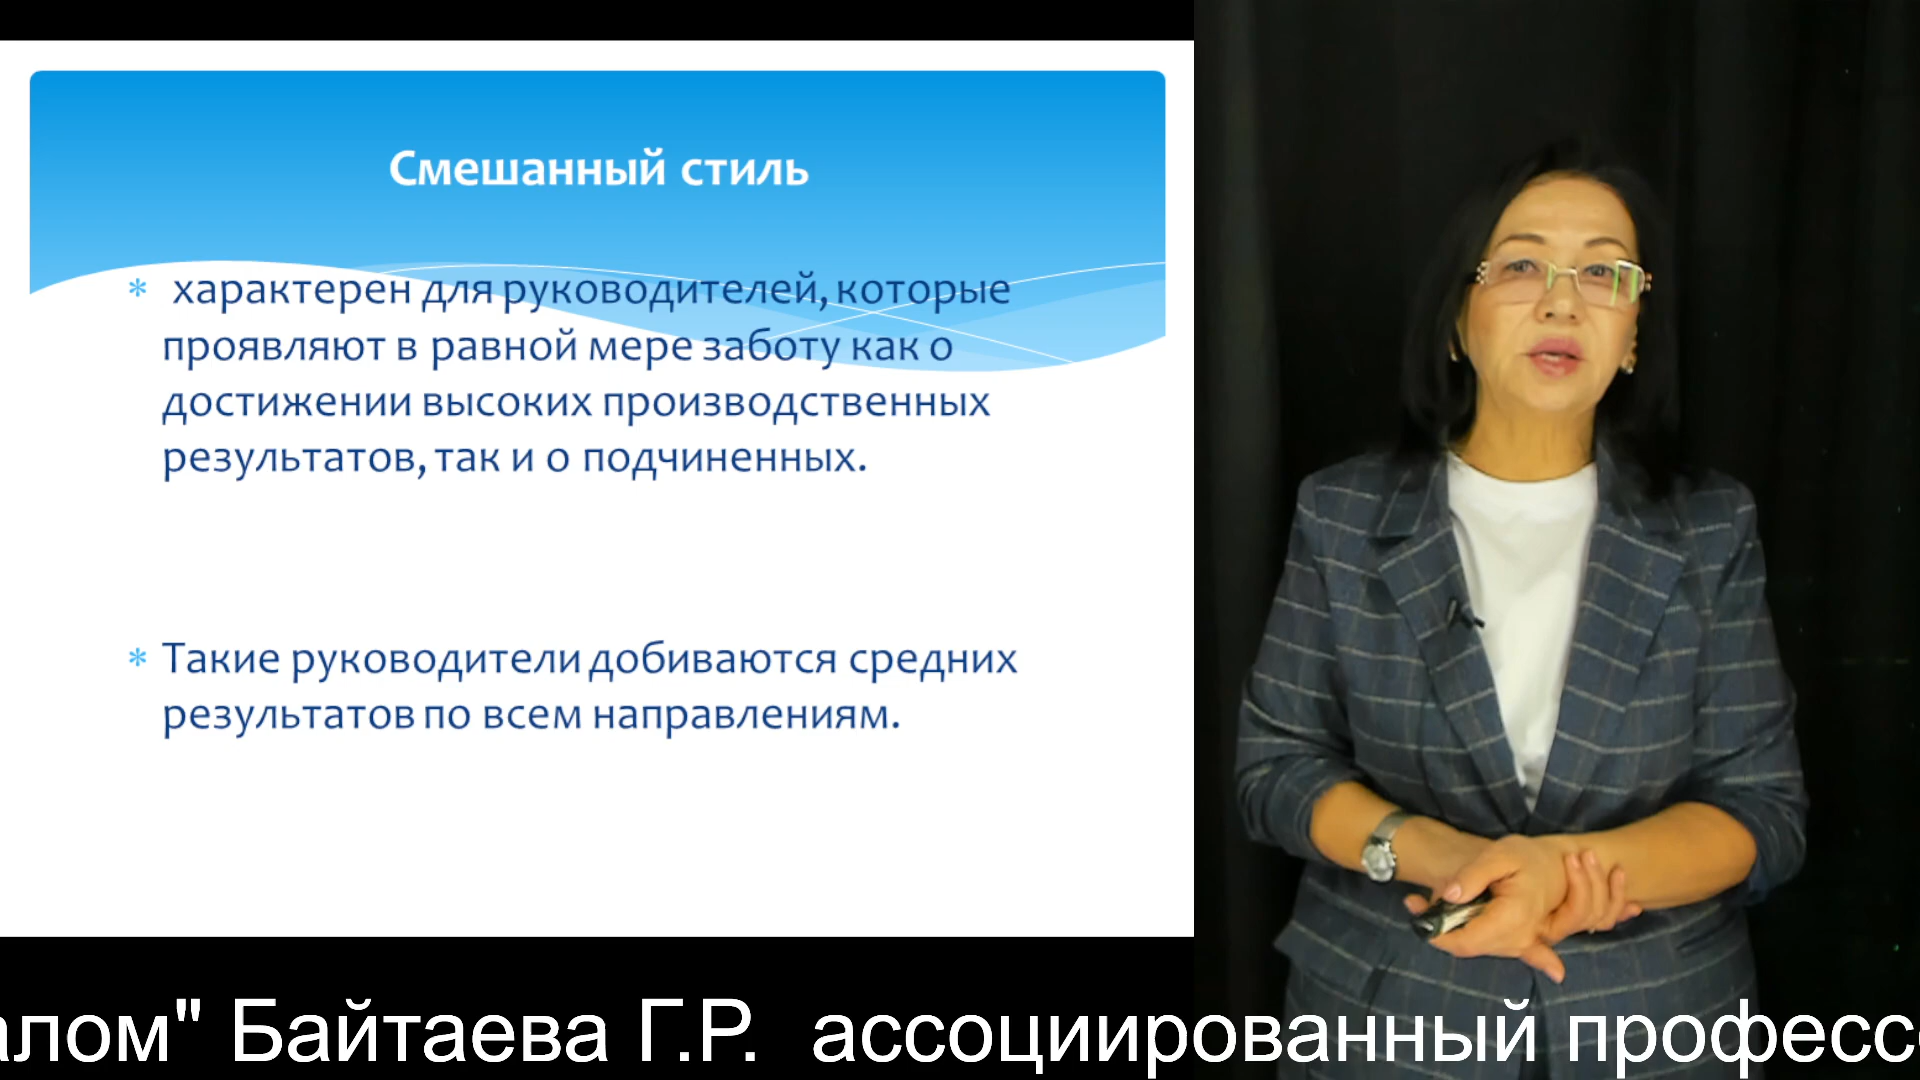 Смешанный стиль
* характерен для руководителей, которые
проявляют в равной мере заботу как о
достижении высоких производственных
результатов, так и о подчиненных.
* Такие руководители добиваются средних
результатов по всем направлениям.
алом" Байтаева Г.Р. ассоциированный професс